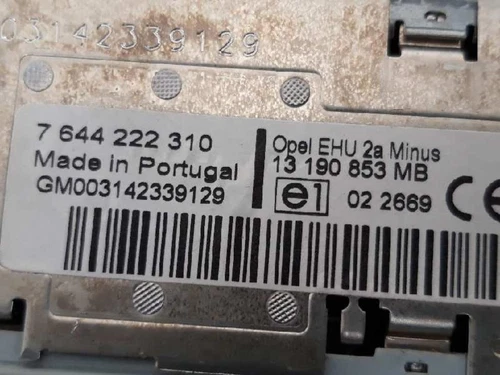 03142339129
7 644 222 310
Made in Portugal
GM003142339129
Opel EHU 2a Minus
13 190 853 MB
e1 02 2669 CE